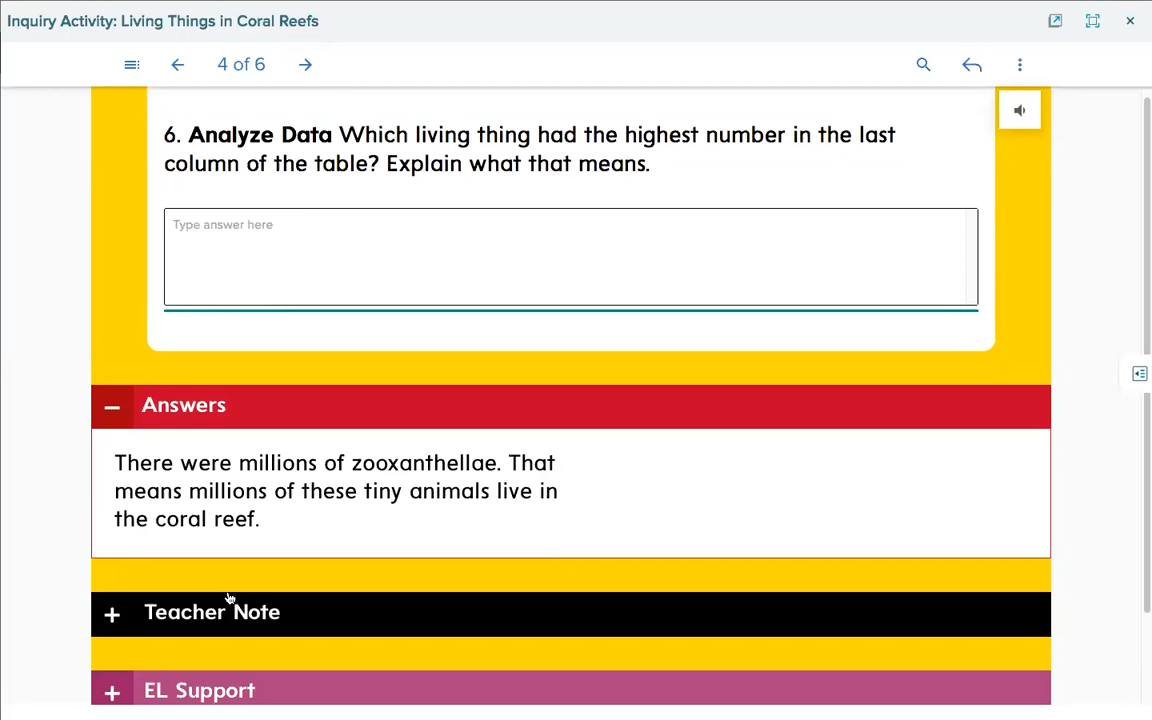 Inquiry Activity: Living Things in Coral Reefs
4 of 6
6. Analyze Data Which living thing had the highest number in the last
column of the table? Explain what that means.
Type answer here
Answers
There were millions of zooxanthellae. That
means millions of these tiny animals live in
the coral reef.
Teacher Note
EL Support